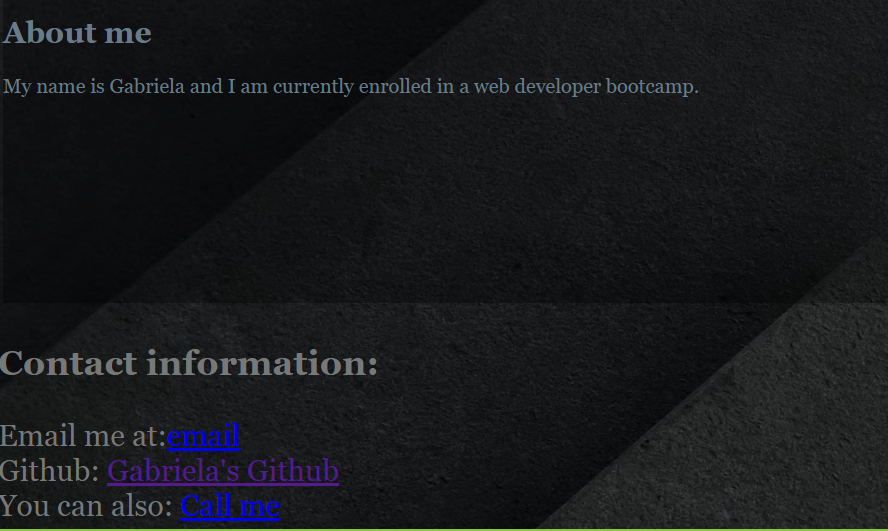 About me
My name is Gabriela and I am currently enrolled in a web developer bootcamp.
Contact information:
Email me at:email
Github: Gabriela's Github
You can also: Call me